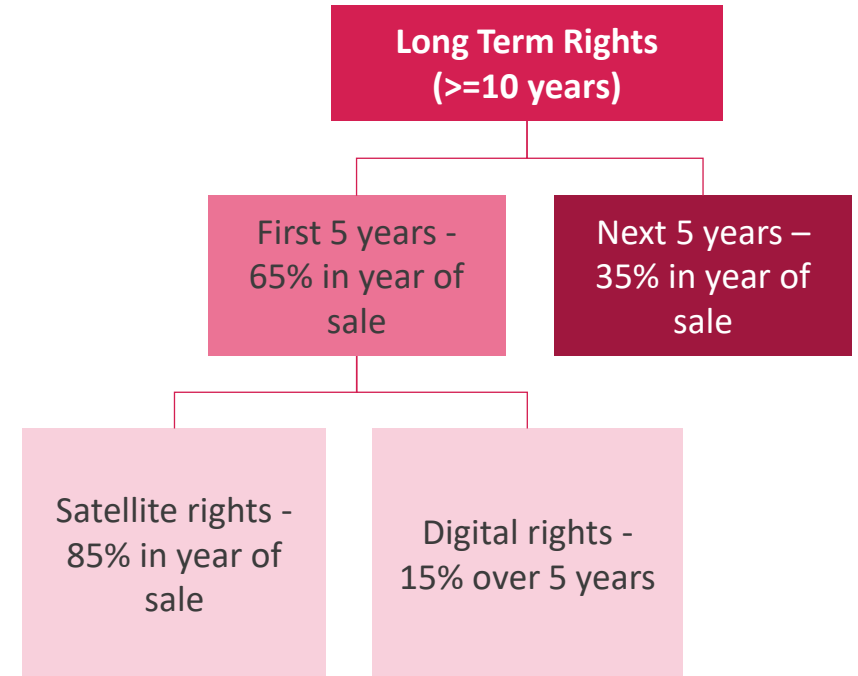 Long Term Rights
(>=10 years)
First 5 years -
65% in year of
sale
Next 5 years –
35% in year of
sale
Satellite rights -
85% in year of
sale
Digital rights -
15% over 5 years